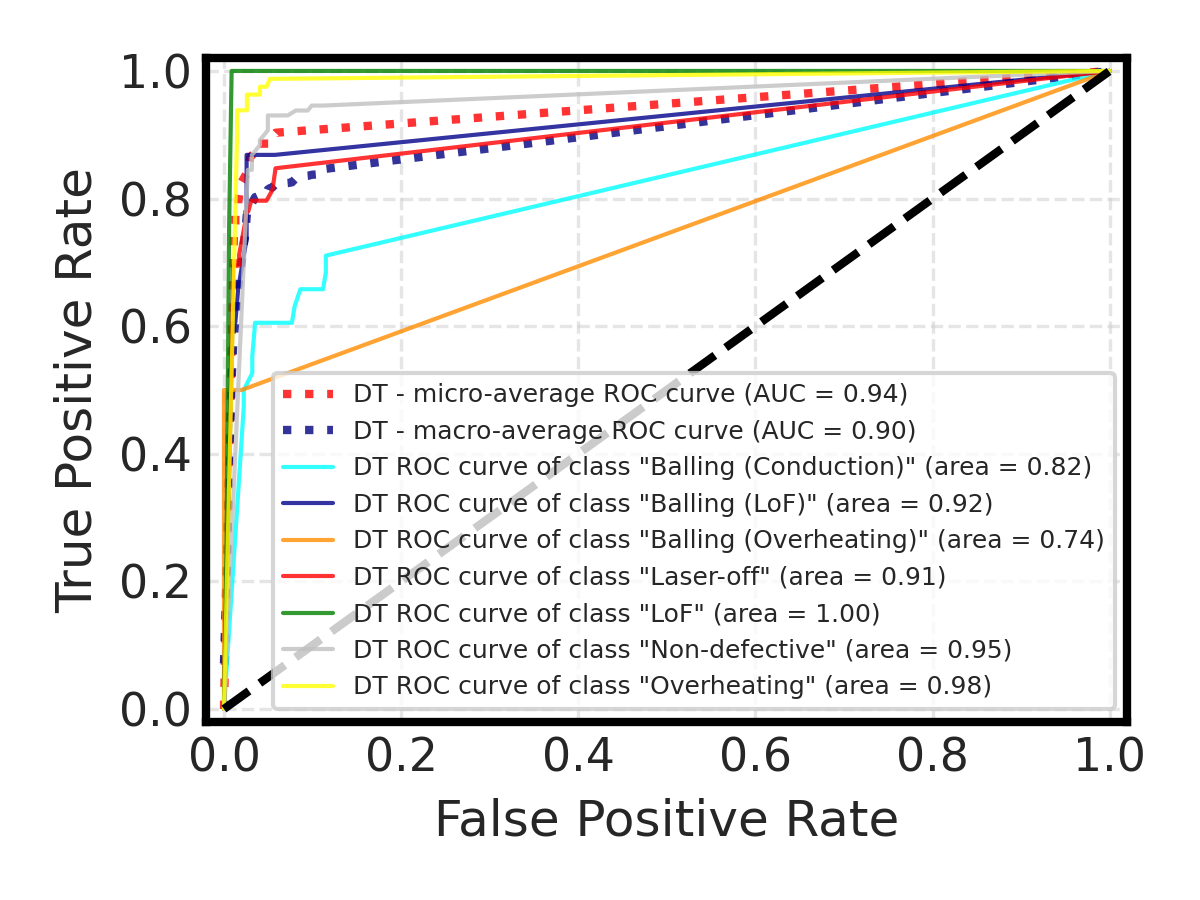 1.0
0.8
0.6
0.4
0.2
0.0
True Positive Rate
DT - micro-average ROC curve (AUC = 0.94)
DT - macro-average ROC curve (AUC = 0.90)
DT ROC curve of class "Balling (Conduction)" (area = 0.82)
DT ROC curve of class "Balling (LoF)" (area = 0.92)
DT ROC curve of class "Balling (Overheating)" (area = 0.74)
DT ROC curve of class "Laser-off" (area = 0.91)
DT ROC curve of class "LoF" (area = 1.00)
DT ROC curve of class "Non-defective" (area = 0.95)
DT ROC curve of class "Overheating" (area = 0.98)
0.0 0.2 0.4 0.6 0.8 1.0
False Positive Rate